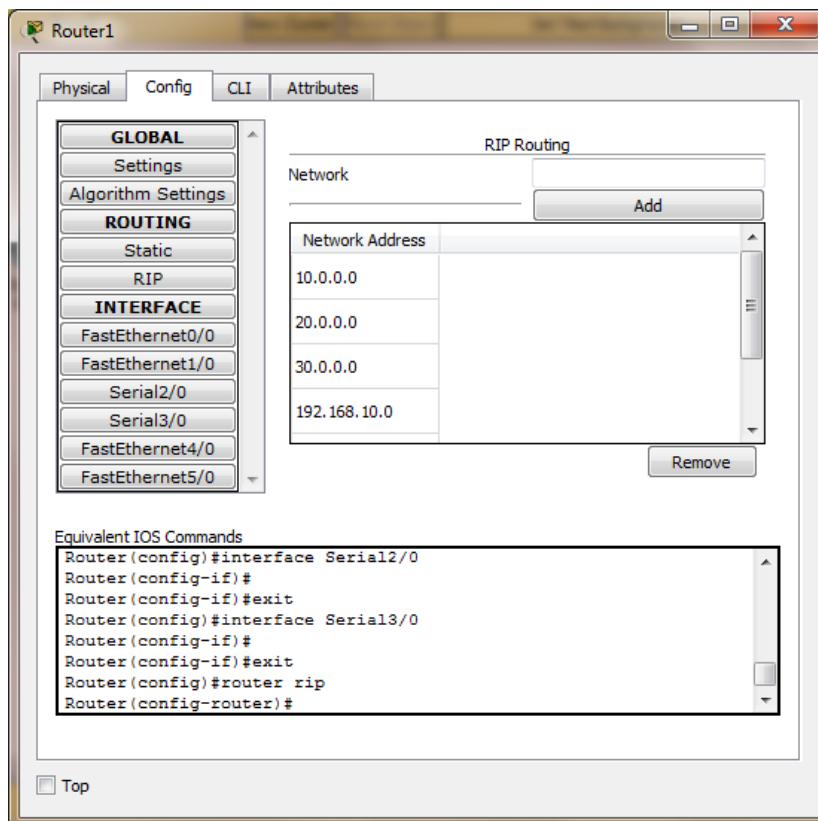 Router1
Physical
Config
CLI
Attributes
GLOBAL
Settings
Algorithm Settings
ROUTING
Static
RIP
INTERFACE
FastEthernet0/0
FastEthernet1/0
Serial2/0
Serial3/0
FastEthernet4/0
FastEthernet5/0
RIP Routing
Network
Add
Network Address
10.0.0.0
20.0.0.0
30.0.0.0
192.168.10.0
Remove
Equivalent IOS Commands
Router(config)#interface Serial2/0
Router(config-if)#
Router(config-if)#exit
Router(config)#interface Serial3/0
Router(config-if)#
Router(config-if)#exit
Router(config)#router rip
Router(config-router)#
Top